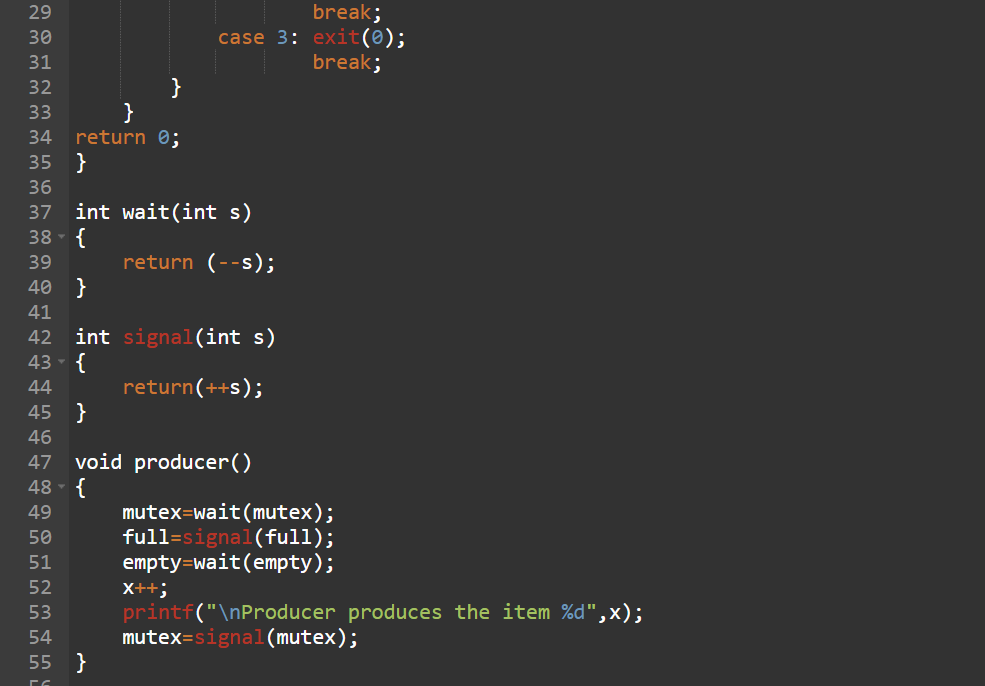 29 break;
30 case 3: exit(0);
31 break;
32 }
33 }
34 return 0;
35 }
36
37 int wait(int s)
38 {
39 return (--s);
40 }
41
42 int signal(int s)
43 {
44 return(++s);
45 }
46
47 void producer()
48 {
49 mutex=wait(mutex);
50 full=signal(full);
51 empty=wait(empty);
52 x++;
53 printf("\nProducer produces the item %d",x);
54 mutex=signal(mutex);
55 }
56